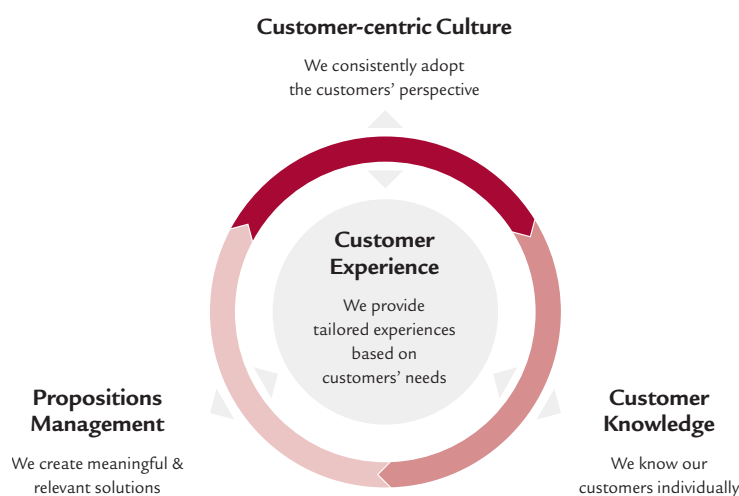 Customer-centric Culture
We consistently adopt
the customers’ perspective
Customer
Experience
We provide
tailored experiences
based on
customers’ needs
Propositions
Management
We create meaningful &
relevant solutions
Customer
Knowledge
We know our
customers individually